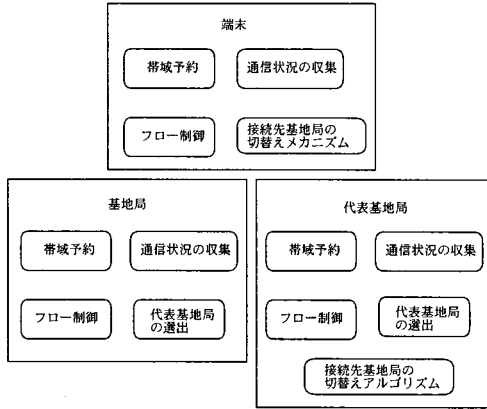 端末
帯域予約
通信状況の収集
フロー制御
接続先基地局の
切替えメカニズム
基地局
帯域予約
通信状況の収集
フロー制御
代表基地局
の選出
代表基地局
帯域予約
通信状況の収集
フロー制御
代表基地局
の選出
接続先基地局の
切替えアルゴリズム